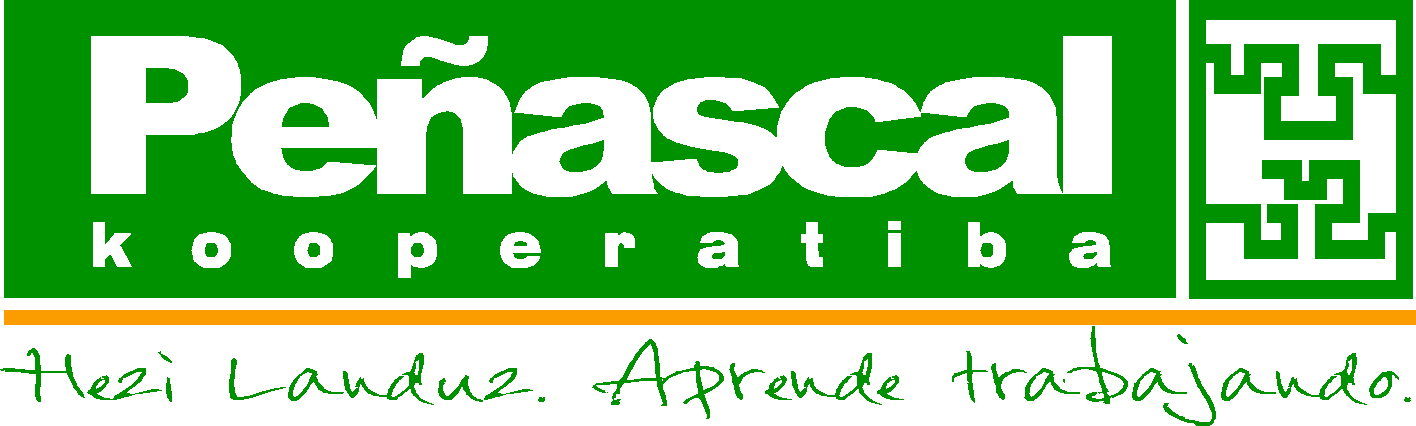 Peñascal
kooperatiba
Hezi Landuz. Aprende trabajando.